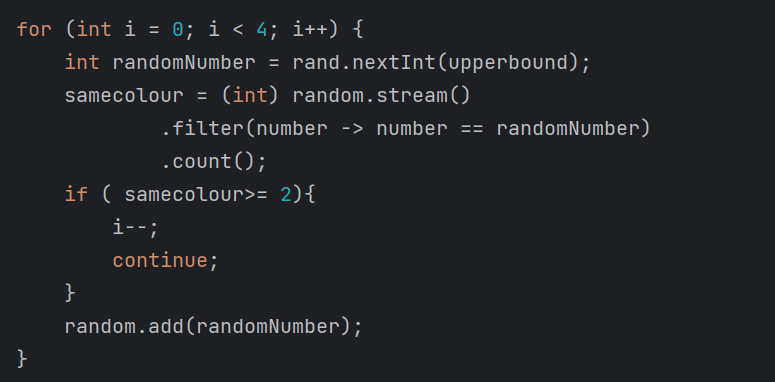 for (int i = 0; i < 4; i++) {
    int randomNumber = rand.nextInt(upperbound);
    samecolour = (int) random.stream()
            .filter(number -> number == randomNumber)
            .count();
    if ( samecolour>= 2){
        i--;
        continue;
    }
    random.add(randomNumber);
}